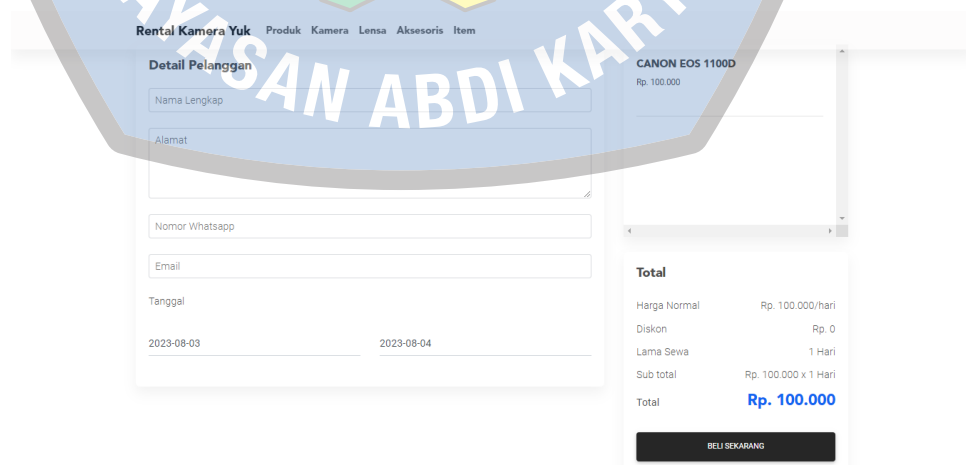 Rental Kamera Yuk Produk Kamera Lensa Aksesoris Item
Detail Pelanggan
Nama Lengkap
Alamat
Nomor Whatsapp
Email
Tanggal
2023-08-03 2023-08-04
CANON EOS 1100D
Rp. 100.000
Total
Harga Normal Rp. 100.000/hari
Diskon Rp. 0
Lama Sewa 1 Hari
Sub total Rp. 100.000 x 1 Hari
Total Rp. 100.000
BELI SEKARANG
YAYASAN ABDI KAR